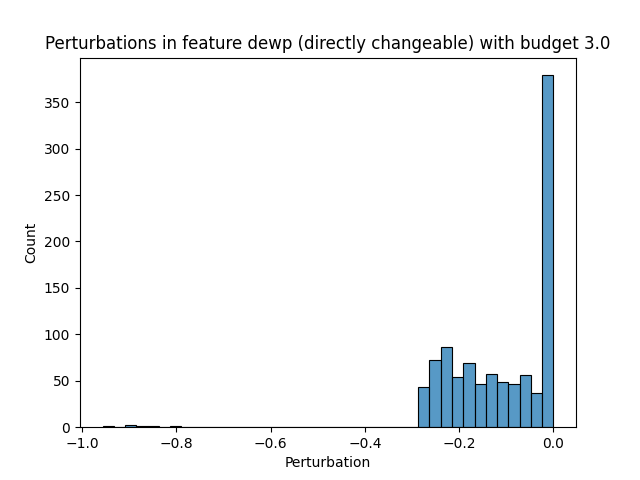 Perturbations in feature dewp (directly changeable) with budget 3.0
350
300
250
200
150
100
50
0
Count
−1.0 −0.8 −0.6 −0.4 −0.2 0.0
Perturbation